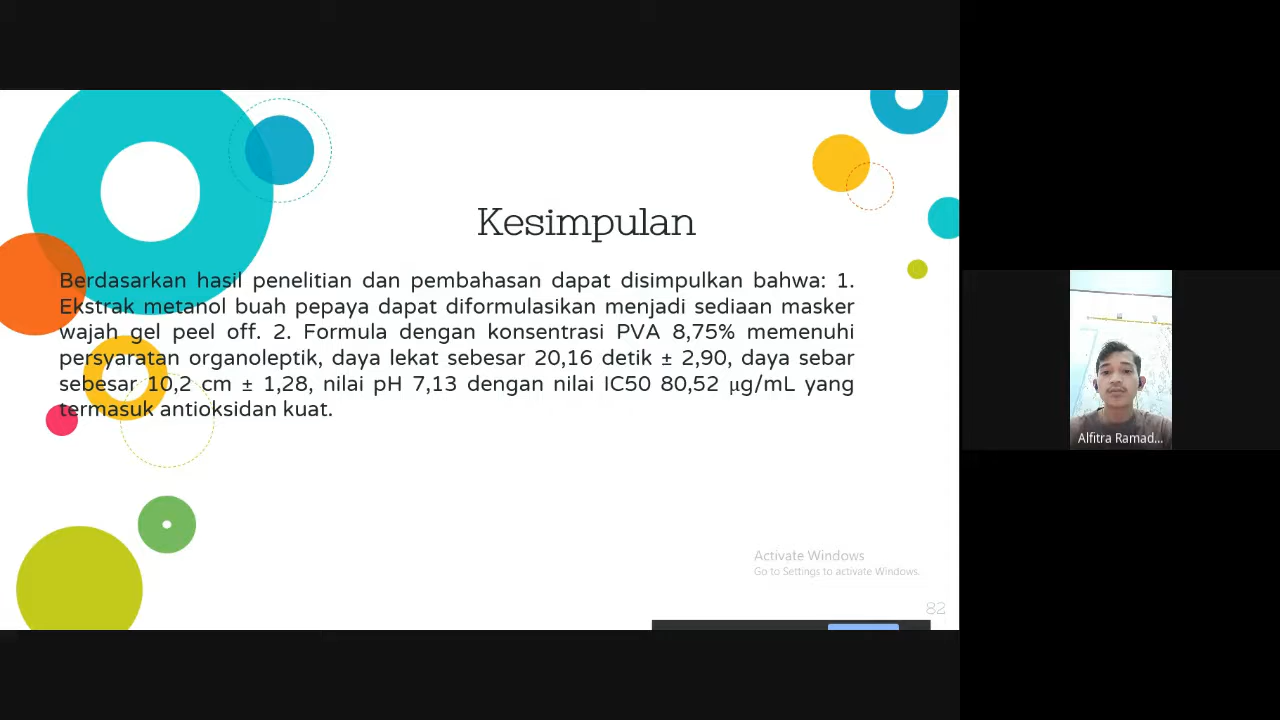 Kesimpulan
Berdasarkan hasil penelitian dan pembahasan dapat disimpulkan bahwa: 1.
Ekstrak metanol buah pepaya dapat diformulasikan menjadi sediaan masker
wajah gel peel off. 2. Formula dengan konsentrasi PVA 8,75% memenuhi
persyaratan organoleptik, daya lekat sebesar 20,16 detik ± 2,90, daya sebar
sebesar 10,2 cm ± 1,28, nilai pH 7,13 dengan nilai IC50 80,52 µg/mL yang
termasuk antioksidan kuat.
Activate Windows
Go to Settings to activate Windows.
82
Alfitra Ramad...